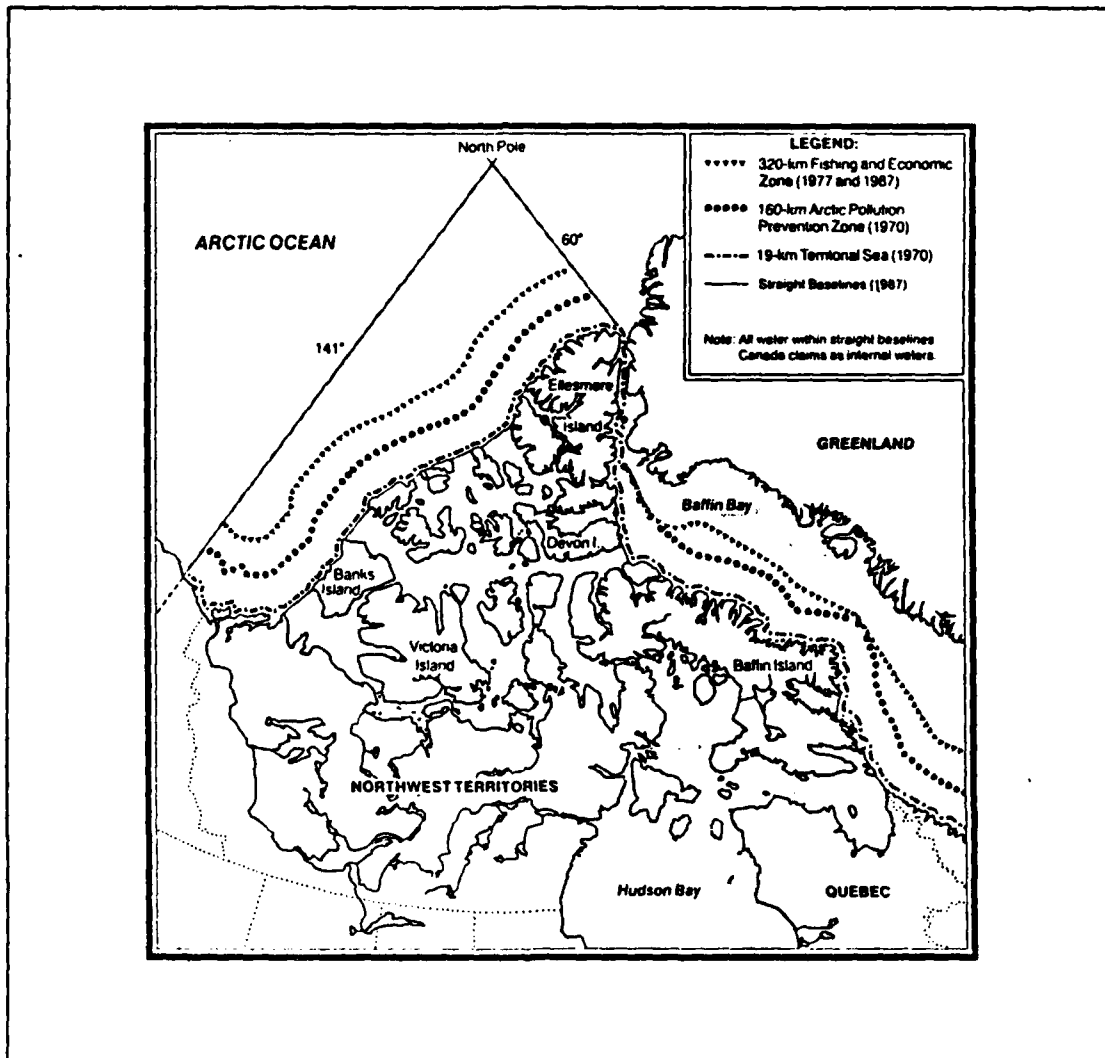 North Pole
LEGEND:
320-km Fishing and Economic
Zone (1977 and 1987)
160-km Arctic Pollution
Prevention Zone (1970)
19-km Territorial Sea (1970)
Straight Baselines (1987)
Note: All water within straight baselines
Canada claims as internal waters.
ARCTIC OCEAN
60°
141°
Ellesmere
Island
GREENLAND
Baffin Bay
Devon I.
Banks
Island
Victoria
Island
Baffin Island
NORTHWEST TERRITORIES
Hudson Bay
QUEBEC